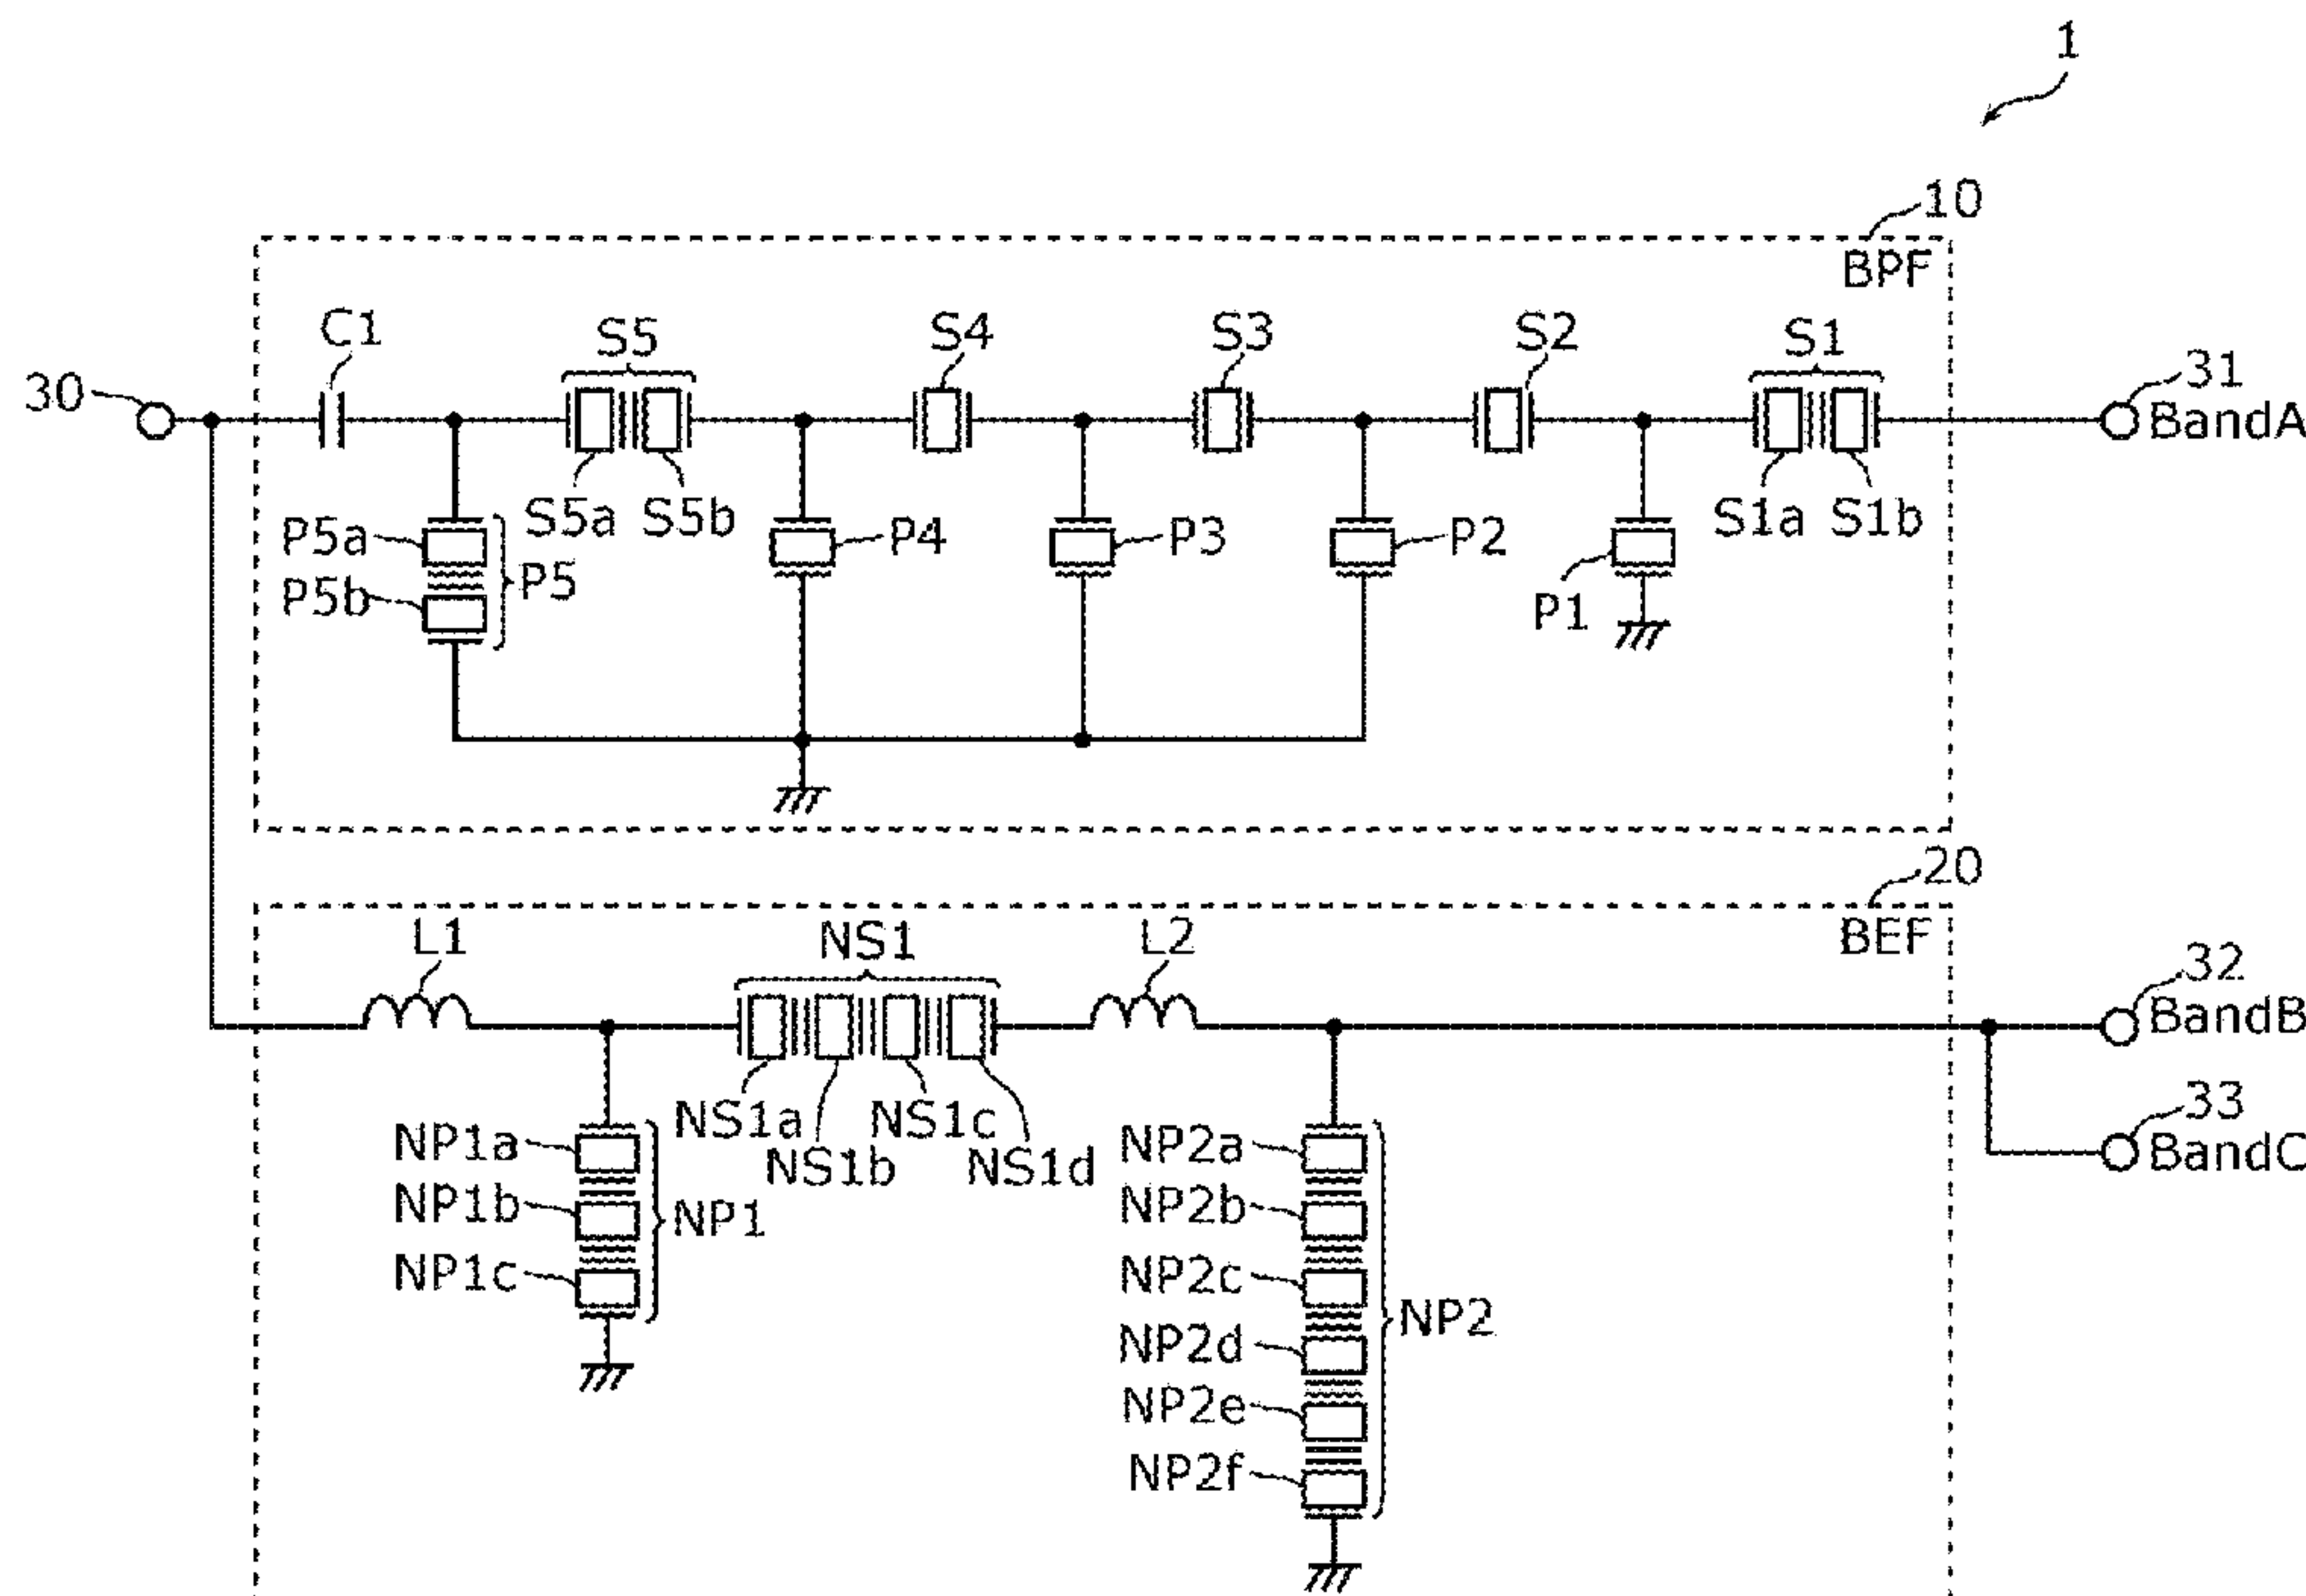 1
10
BPF
C1
S5
S4
S3
S2
S1
30
31
BandA
S5a
S5b
S1a
S1b
P5a
P5b
P5
P4
P3
P2
P1
20
BEF
L1
NS1
L2
32
BandB
33
BandC
NS1a
NS1b
NS1c
NS1d
NP1a
NP1b
NP1c
NP1
NP2a
NP2b
NP2c
NP2d
NP2e
NP2f
NP2